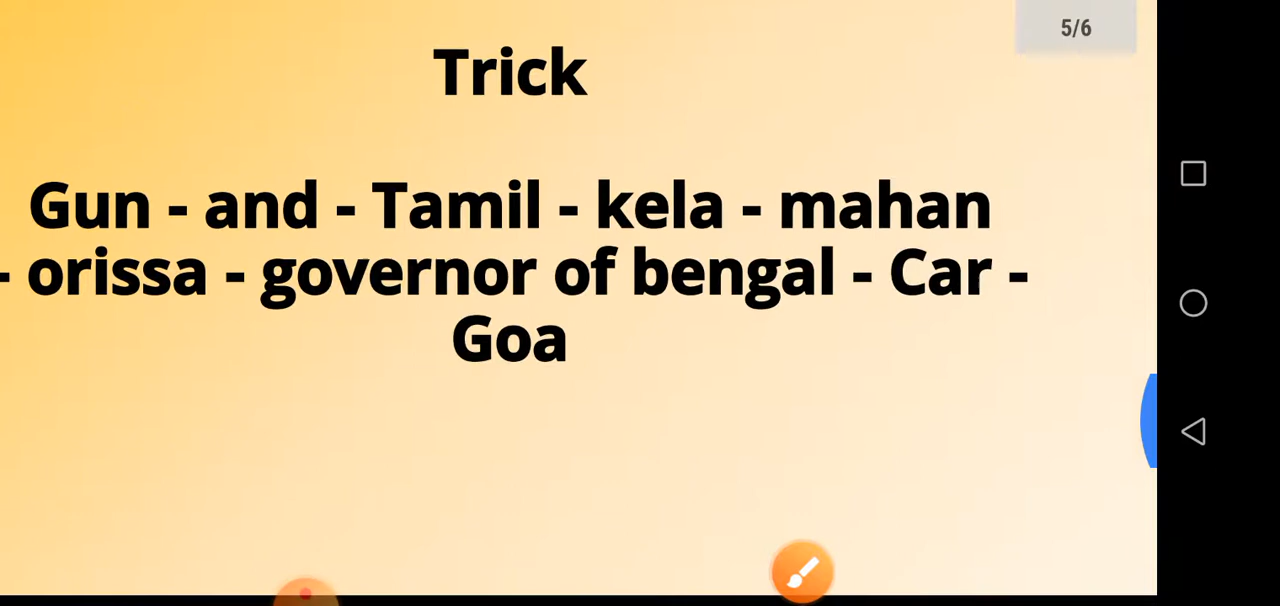 5/6
Trick
Gun - and - Tamil - kela - mahan
- orissa - governor of bengal - Car -
Goa